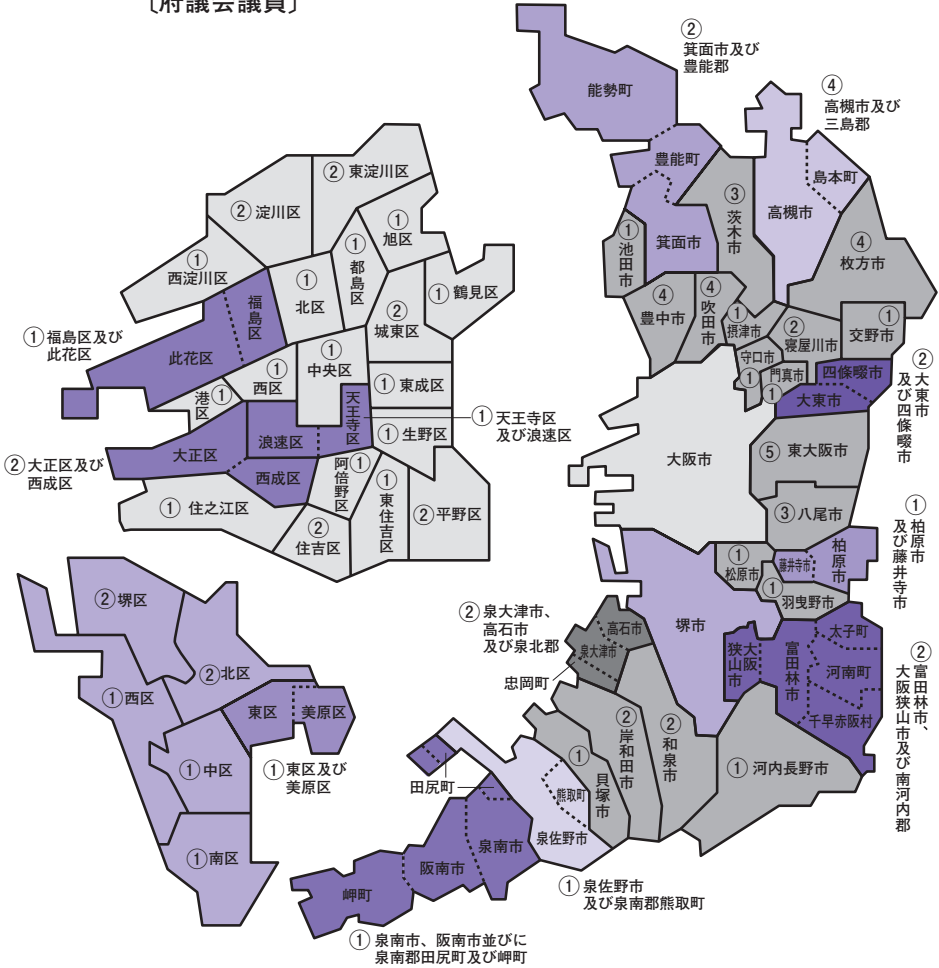 〔府議会議員〕
② 箕面市及び
豊能郡
能勢町
④
高槻市及び
三島郡
豊能町
島本町
高槻市
③
茨木市
箕面市
①
池田市
④
枚方市
④
豊中市
④
吹田市
①
摂津市
②
寝屋川市
①
交野市
守口市
①
門真市
①
四條畷市
大東市
② 大東市
及び四條畷市
大阪市
⑤ 東大阪市
③ 八尾市
① 柏原市
及び藤井寺市
柏原市
藤井寺市
①
松原市
①
羽曳野市
堺市
② 泉大津市、
高石市
及び泉北郡
高石市
泉大津市
忠岡町
大阪
狭山市
富田林市
太子町
河南町
千早赤阪村
② 富田林市、
大阪狭山市及び南河内郡
① 河内長野市
②
和泉市
②
岸和田市
①
貝塚市
熊取町
泉佐野市
田尻町
泉南市
阪南市
岬町
① 泉佐野市
及び泉南郡熊取町
① 泉南市、阪南市並びに
泉南郡田尻町及び岬町
② 東淀川区
② 淀川区
①
旭区
①
西淀川区
①
都島区
①
北区
① 鶴見区
②
城東区
福島区
此花区
① 福島区及び
此花区
①
中央区
①
西区
① 東成区
港区
①
天王寺区
① 天王寺区
及び浪速区
① 生野区
浪速区
大正区
西成区
② 大正区及び
西成区
①
阿倍野区
①
東住吉区
② 平野区
① 住之江区
②
住吉区
② 堺区
② 北区
① 西区
東区
美原区
① 中区
① 東区及び
美原区
① 南区